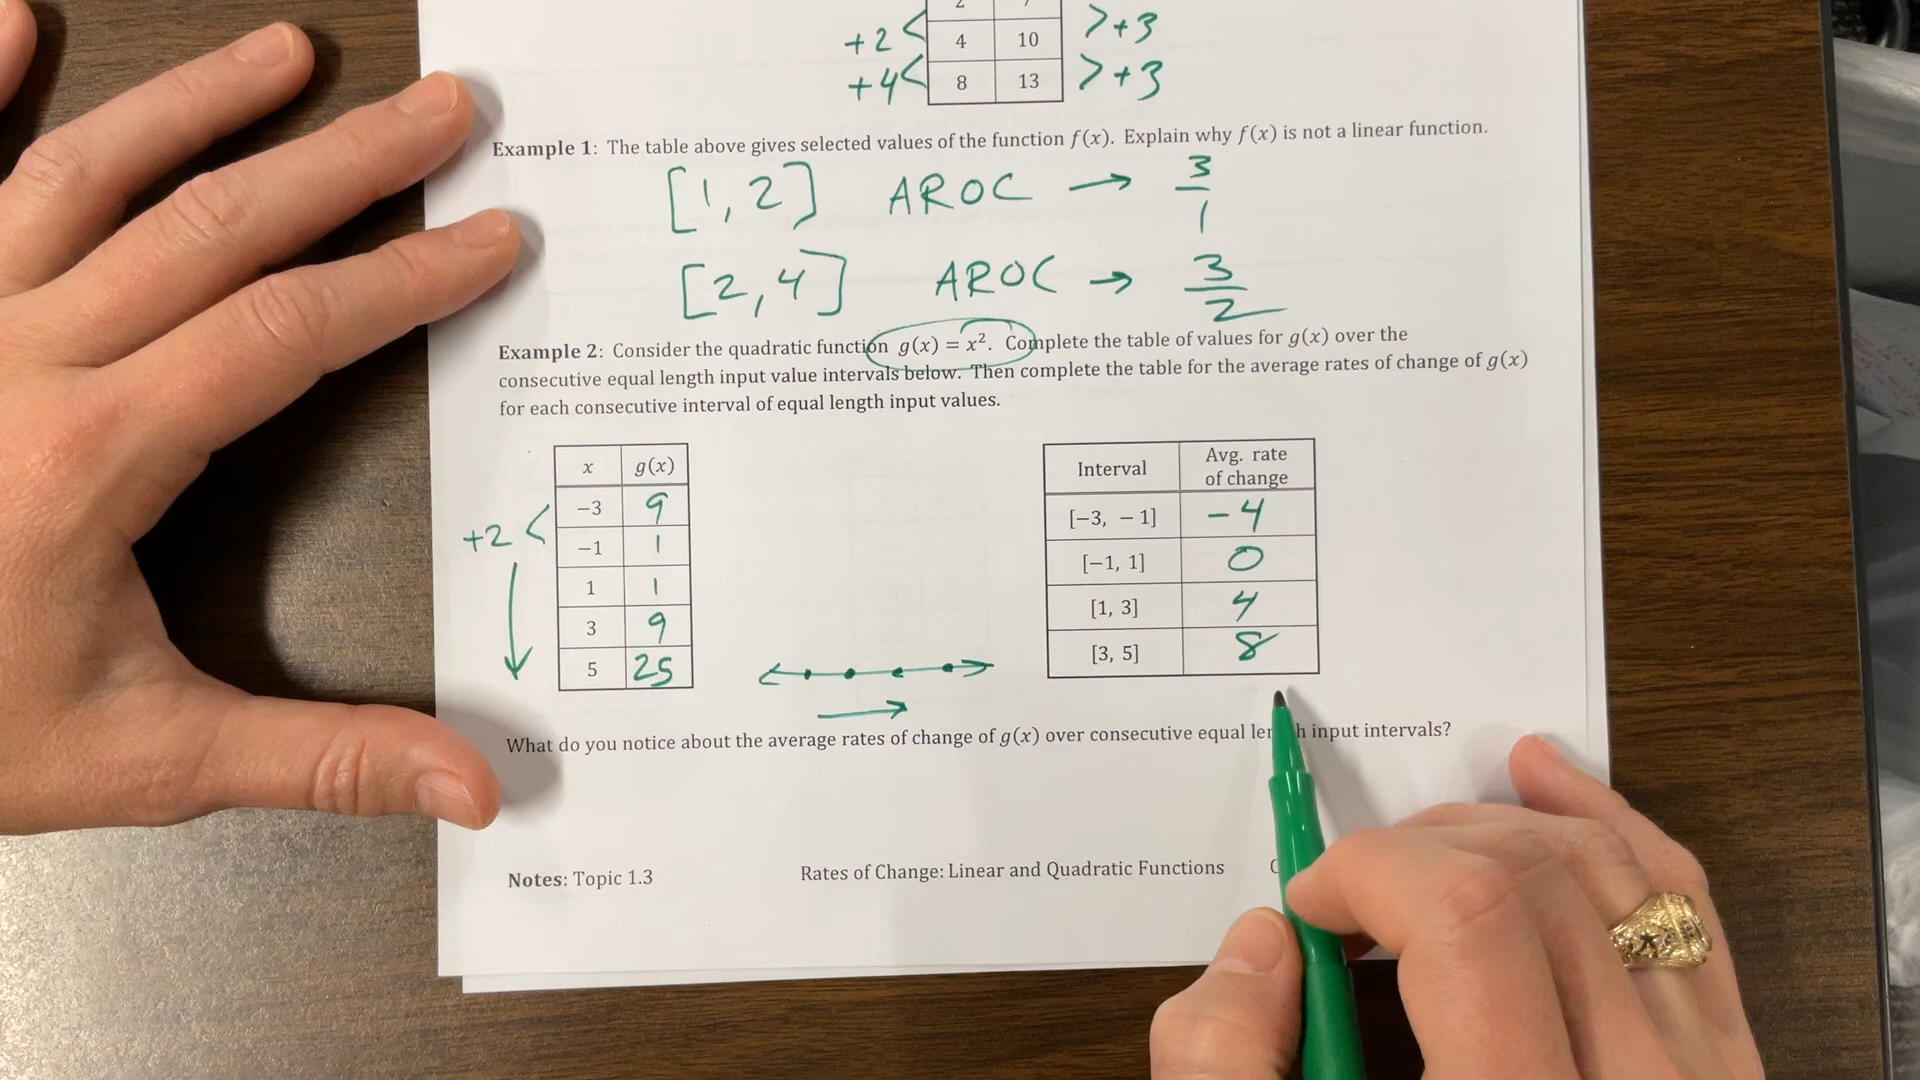 +2 < 4 10 > +3
+4 < 8 13 > +3
Example 1: The table above gives selected values of the function f(x). Explain why f(x) is not a linear function.
[1, 2] AROC → 3/1
[2, 4] AROC → 3/2
Example 2: Consider the quadratic function g(x) = x². Complete the table of values for g(x) over the
consecutive equal length input value intervals below. Then complete the table for the average rates of change of g(x)
for each consecutive interval of equal length input values.
x g(x)
−3 9
+2 <
−1 1
1 1
3 9
5 25
Interval Avg. rate of change
[−3, −1] −4
[−1, 1] 0
[1, 3] 4
[3, 5] 8
What do you notice about the average rates of change of g(x) over consecutive equal input intervals?
Notes: Topic 1.3 Rates of Change: Linear and Quadratic Functions